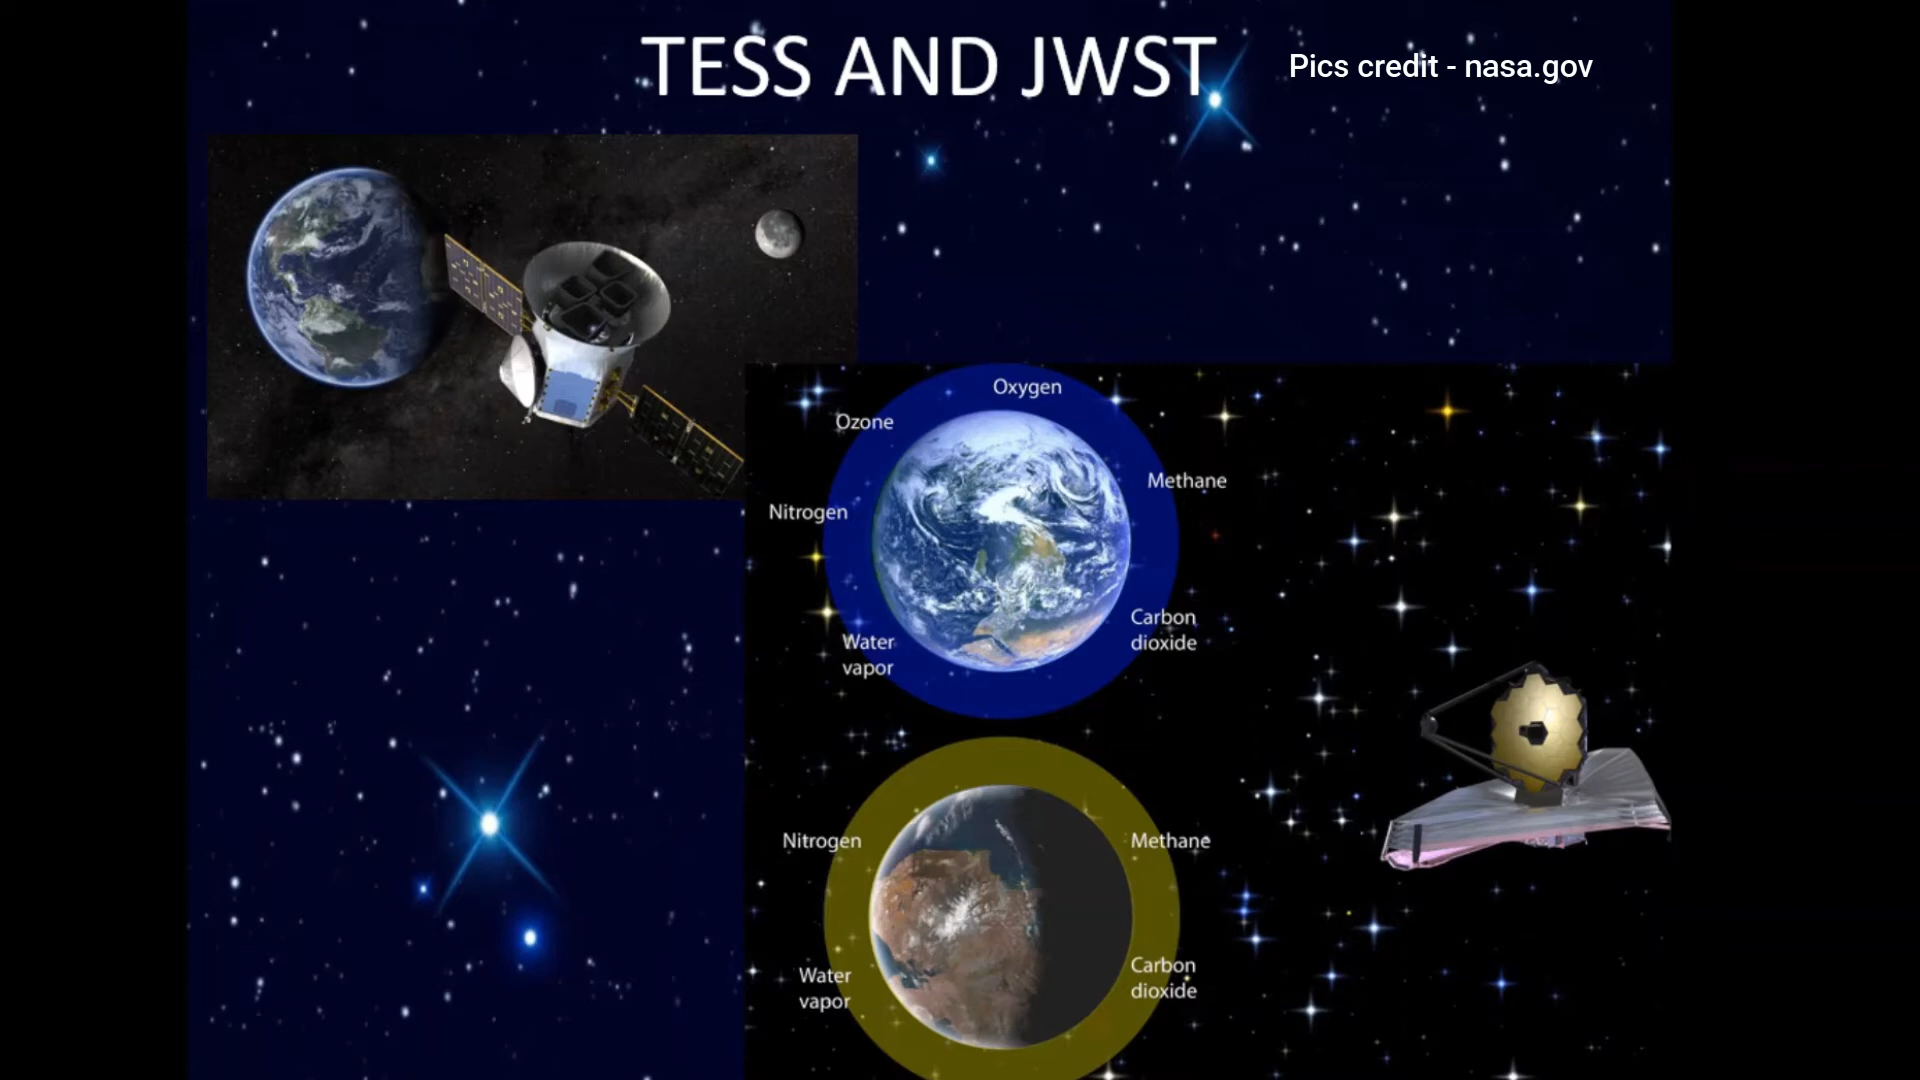 TESS AND JWST
Pics credit - nasa.gov
Oxygen
Ozone
Methane
Nitrogen
Carbon
dioxide
Water
vapor
Nitrogen
Methane
Carbon
dioxide
Water
vapor